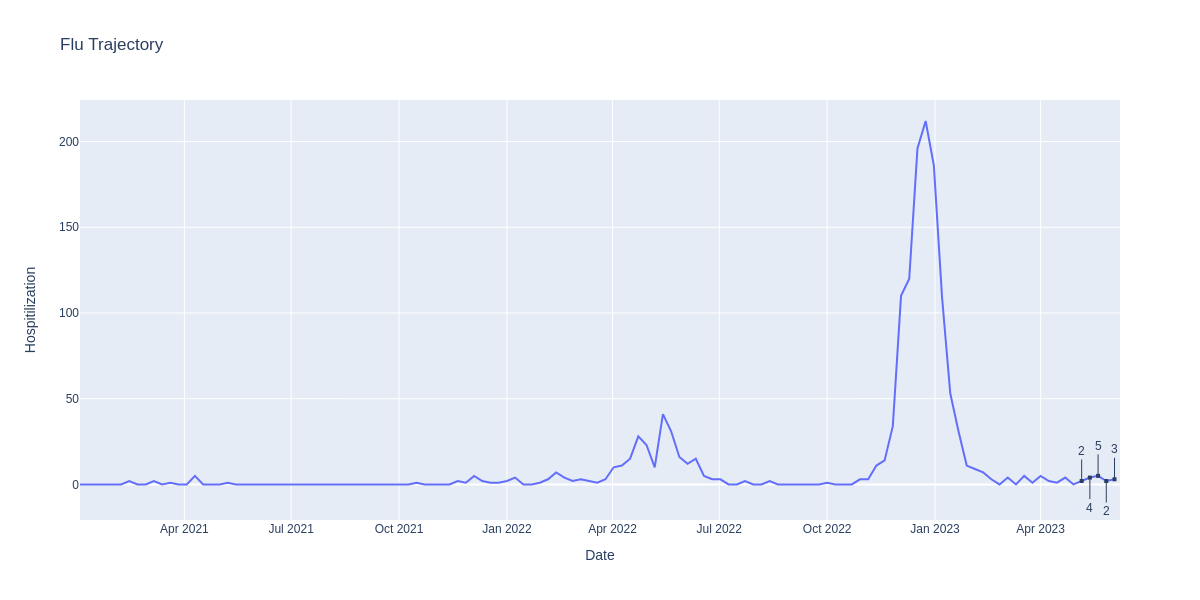 Flu Trajectory
Hospitilization
200
150
100
50
0
2
5
3
4
2
Apr 2021
Jul 2021
Oct 2021
Jan 2022
Apr 2022
Jul 2022
Oct 2022
Jan 2023
Apr 2023
Date